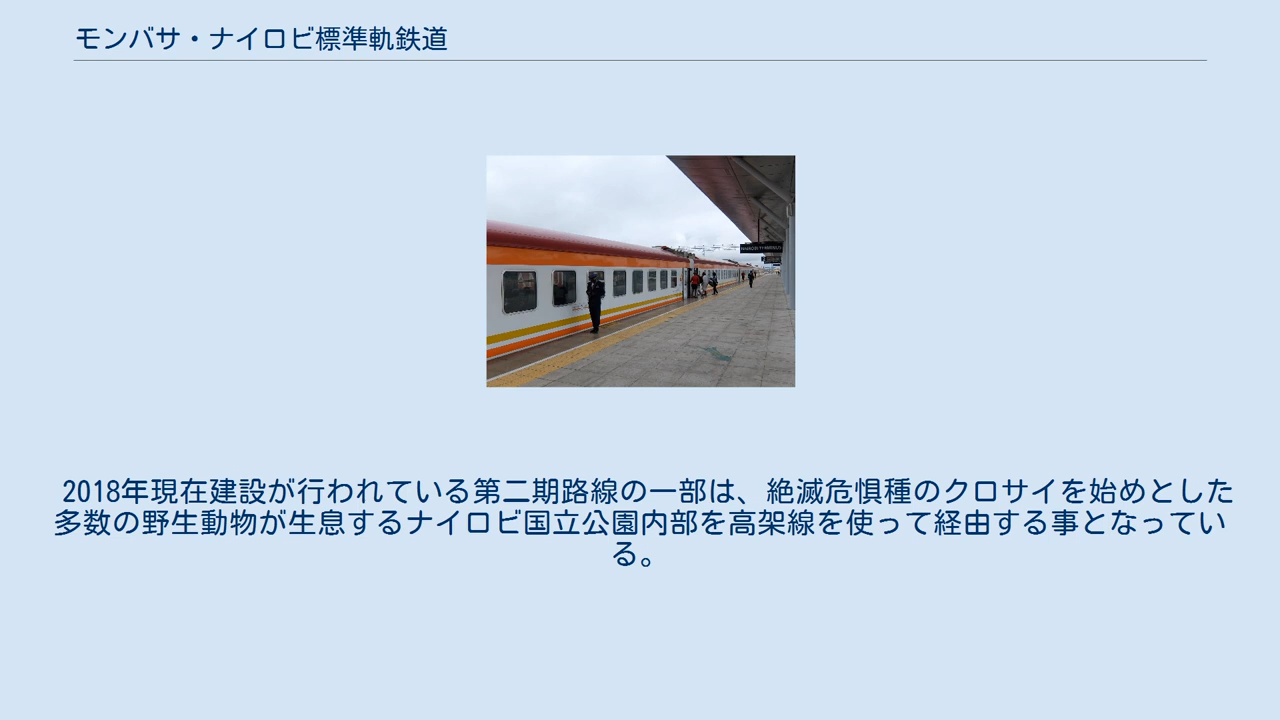 モンバサ・ナイロビ標準軌鉄道
NAIROBI TERMINUS
2018年現在建設が行われている第二期路線の一部は、絶滅危惧種のクロサイを始めとした
多数の野生動物が生息するナイロビ国立公園内部を高架線を使って経由する事となってい
る。